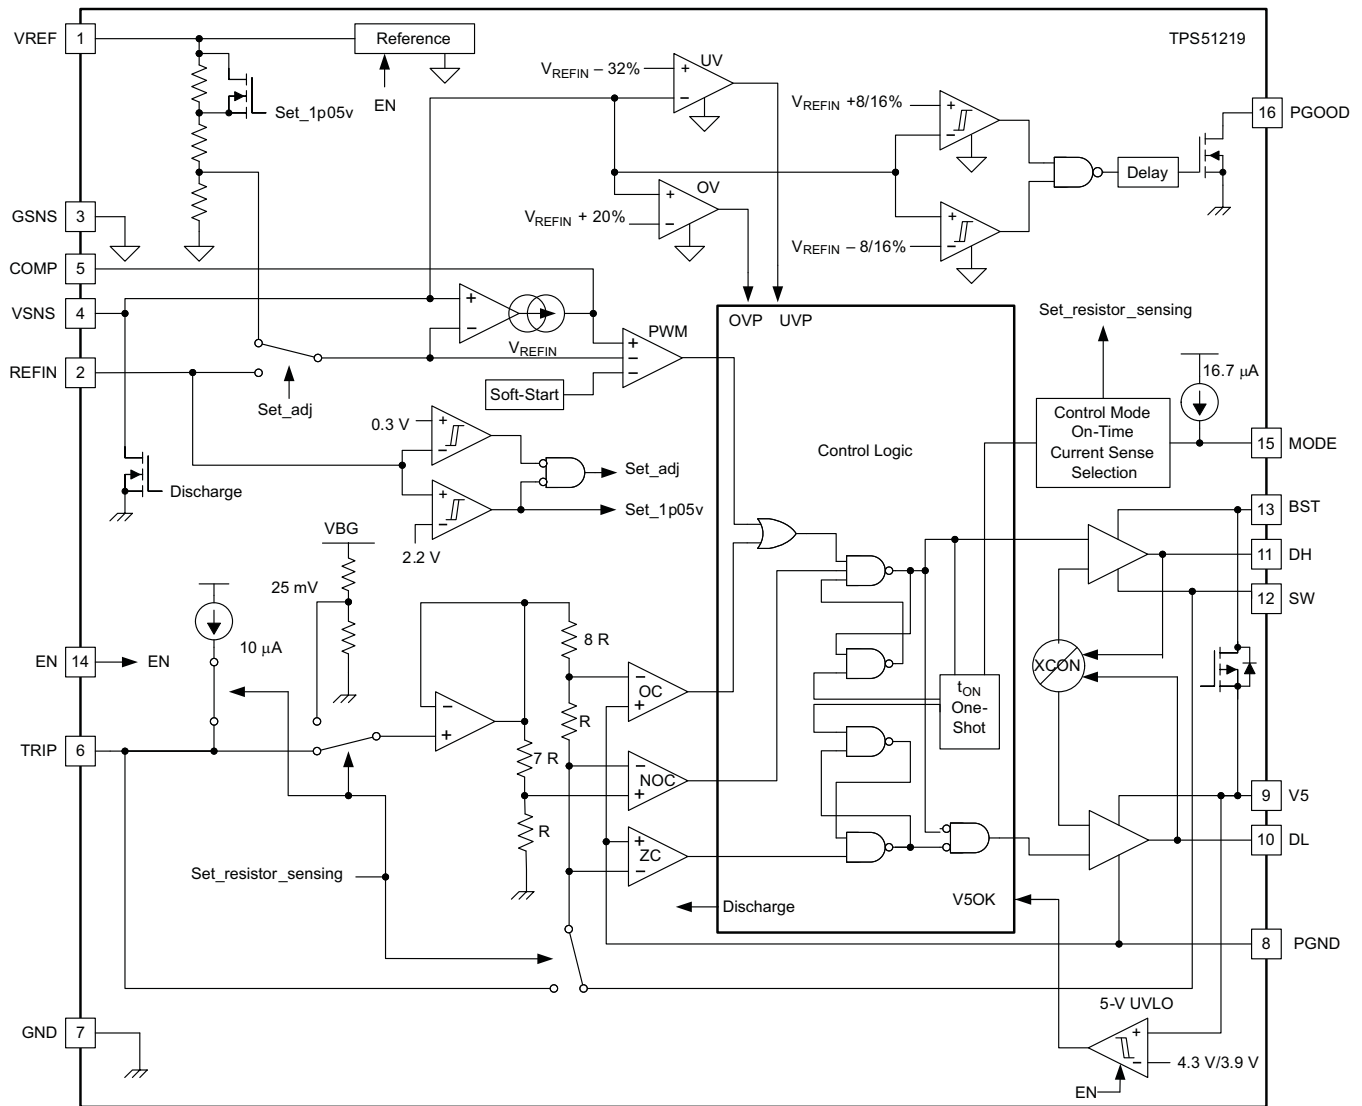 TPS51219
VREF 1
Reference
EN
Set_1p05v
V_REFIN – 32%
+
–
UV
V_REFIN +8/16%
+
–
16 PGOOD
Delay
GSNS 3
+
–
OV
V_REFIN + 20%
+
–
V_REFIN – 8/16%
COMP 5
VSNS 4
+
–
V_REFIN
PWM
+
–
–
OVP UVP
Set_resistor_sensing
REFIN 2
Set_adj
Soft-Start
16.7 μA
Control Mode
On-Time
Current Sense
Selection
15 MODE
0.3 V
+
–
Control Logic
Set_adj
Discharge
+
–
Set_1p05v
2.2 V
VBG
13 BST
11 DH
12 SW
25 mV
10 μA
8 R
EN 14 EN
XCON
–
OC
+
t_ON
One-
Shot
R
TRIP 6
–
+
7 R
–
NOC
+
9 V5
R
+
ZC
–
10 DL
Set_resistor_sensing
Discharge
V5OK
8 PGND
5-V UVLO
GND 7
+
–
4.3 V/3.9 V
EN